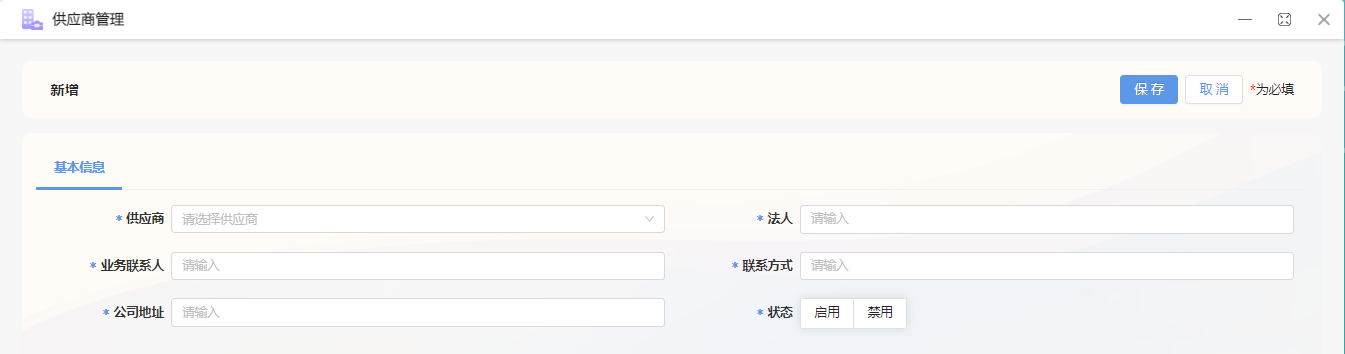 供应商管理
新增
保 存 取 消 *为必填
基本信息
* 供应商 请选择供应商 * 法人 请输入
* 业务联系人 请输入 * 联系方式 请输入
* 公司地址 请输入 * 状态 启用 禁用